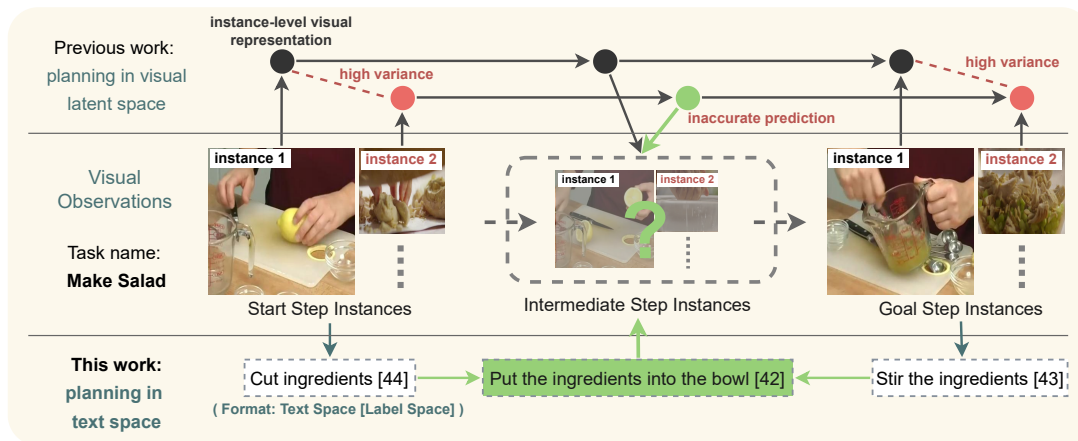 instance-level visual
representation
Previous work:
planning in visual
latent space
high variance
high variance
inaccurate prediction
instance 1
instance 2
instance 1
instance 2
instance 1
instance 2
Visual
Observations
?
Task name:
Make Salad
Start Step Instances
Intermediate Step Instances
Goal Step Instances
This work:
planning in
text space
Cut ingredients [44]
Put the ingredients into the bowl [42]
Stir the ingredients [43]
( Format: Text Space [Label Space] )